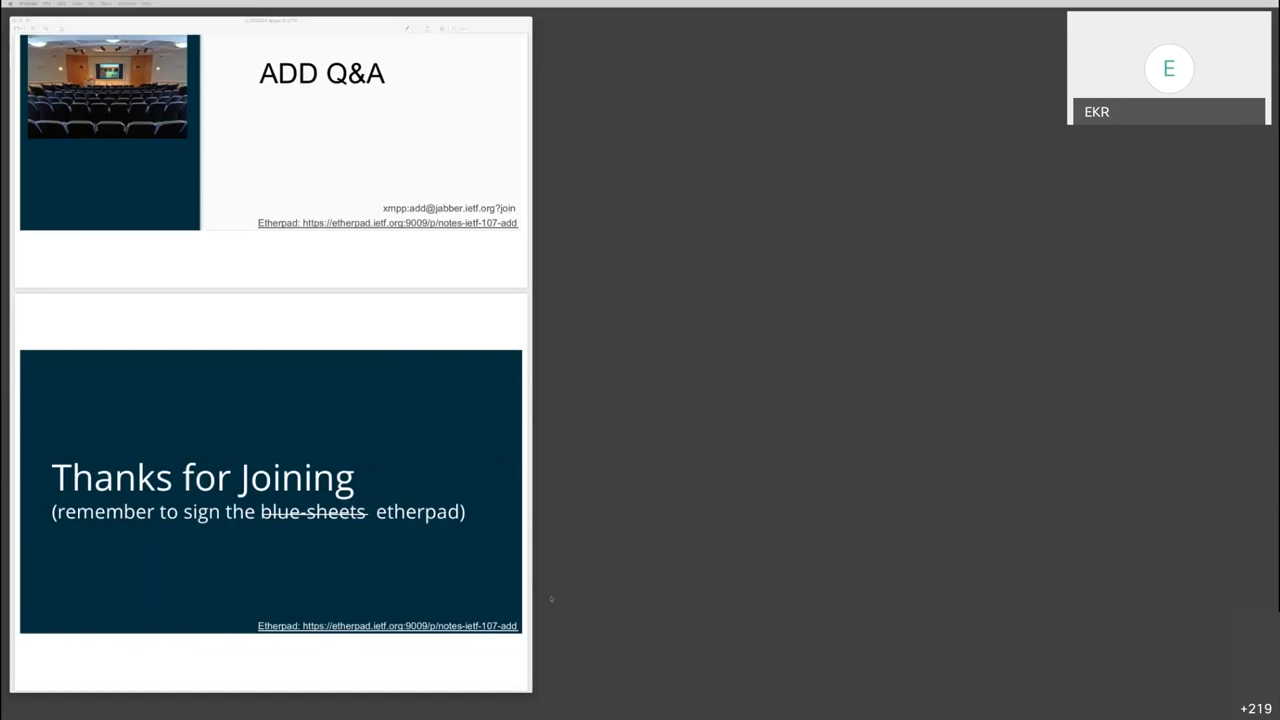 ADD Q&A
xmpp:add@jabber.ietf.org?join
Etherpad: https://etherpad.ietf.org:9009/p/notes-ietf-107-add
Thanks for Joining
(remember to sign the blue-sheets etherpad)
Etherpad: https://etherpad.ietf.org:9009/p/notes-ietf-107-add
E
EKR
+219